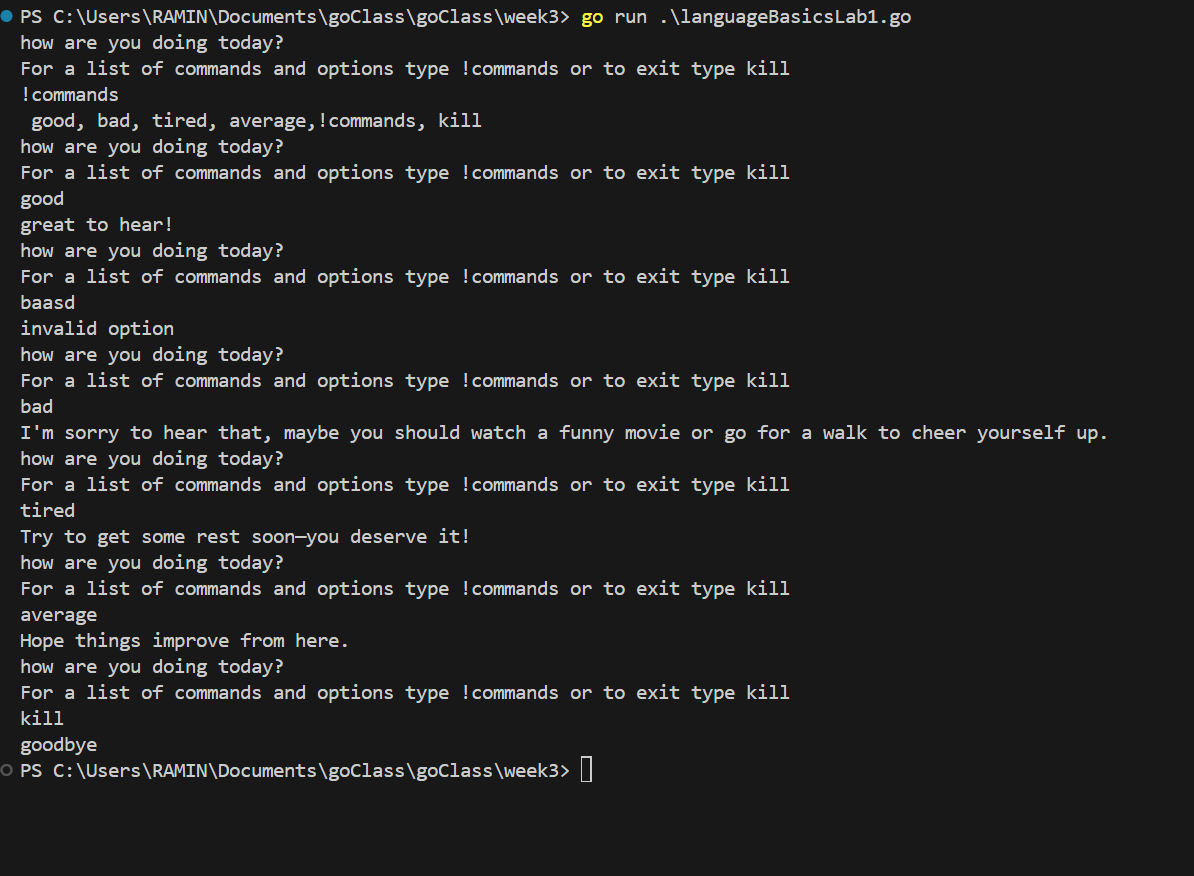 PS C:\Users\RAMIN\Documents\goClass\goClass\week3> go run .\languageBasicsLab1.go
how are you doing today?
For a list of commands and options type !commands or to exit type kill
!commands
 good, bad, tired, average,!commands, kill
how are you doing today?
For a list of commands and options type !commands or to exit type kill
good
great to hear!
how are you doing today?
For a list of commands and options type !commands or to exit type kill
baasd
invalid option
how are you doing today?
For a list of commands and options type !commands or to exit type kill
bad
I'm sorry to hear that, maybe you should watch a funny movie or go for a walk to cheer yourself up.
how are you doing today?
For a list of commands and options type !commands or to exit type kill
tired
Try to get some rest soon—you deserve it!
how are you doing today?
For a list of commands and options type !commands or to exit type kill
average
Hope things improve from here.
how are you doing today?
For a list of commands and options type !commands or to exit type kill
kill
goodbye
PS C:\Users\RAMIN\Documents\goClass\goClass\week3>